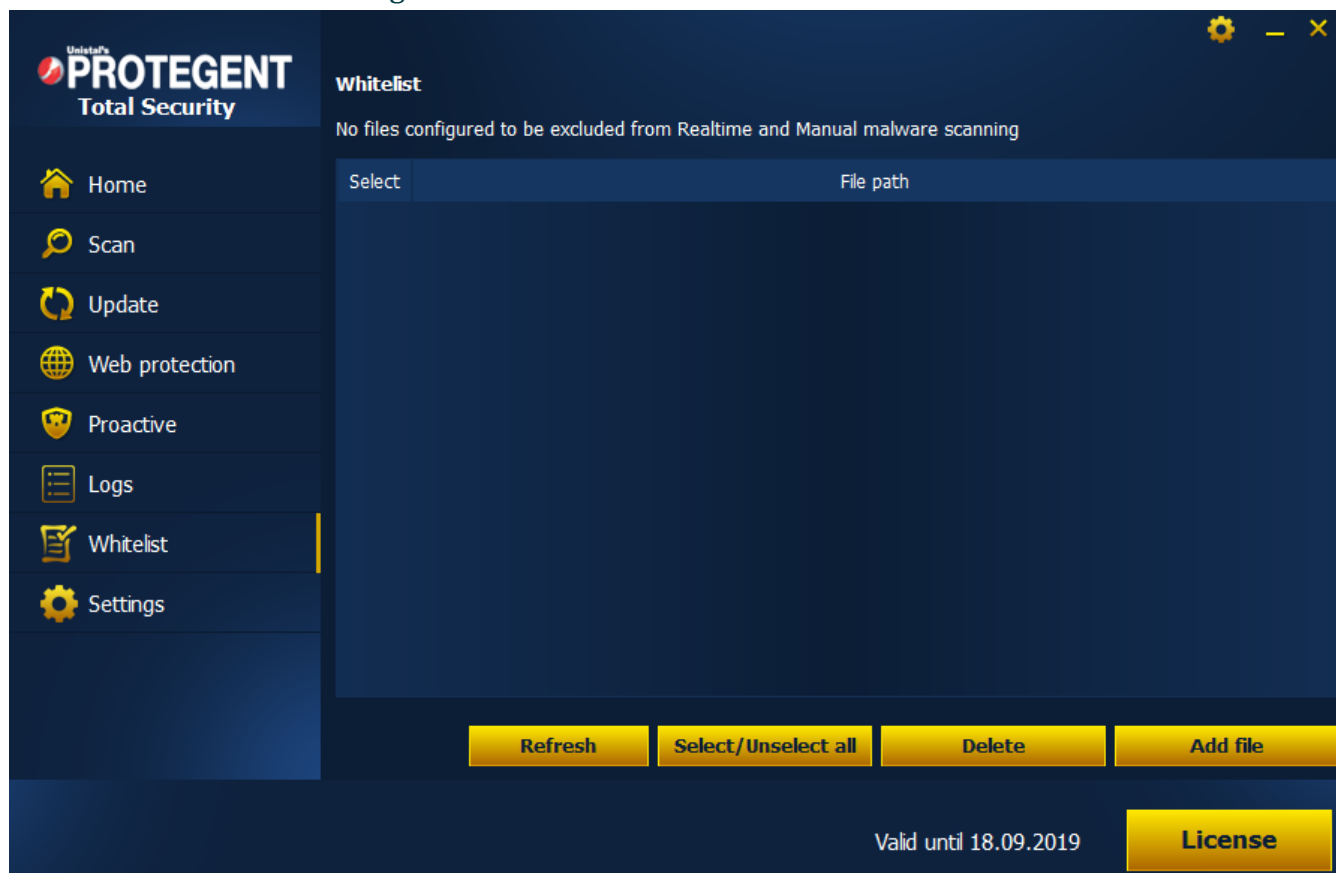 Unistal's
PROTEGENT
Total Security
Whitelist
No files configured to be excluded from Realtime and Manual malware scanning
Select File path
Home
Scan
Update
Web protection
Proactive
Logs
Whitelist
Settings
Refresh Select/Unselect all Delete Add file
Valid until 18.09.2019 License